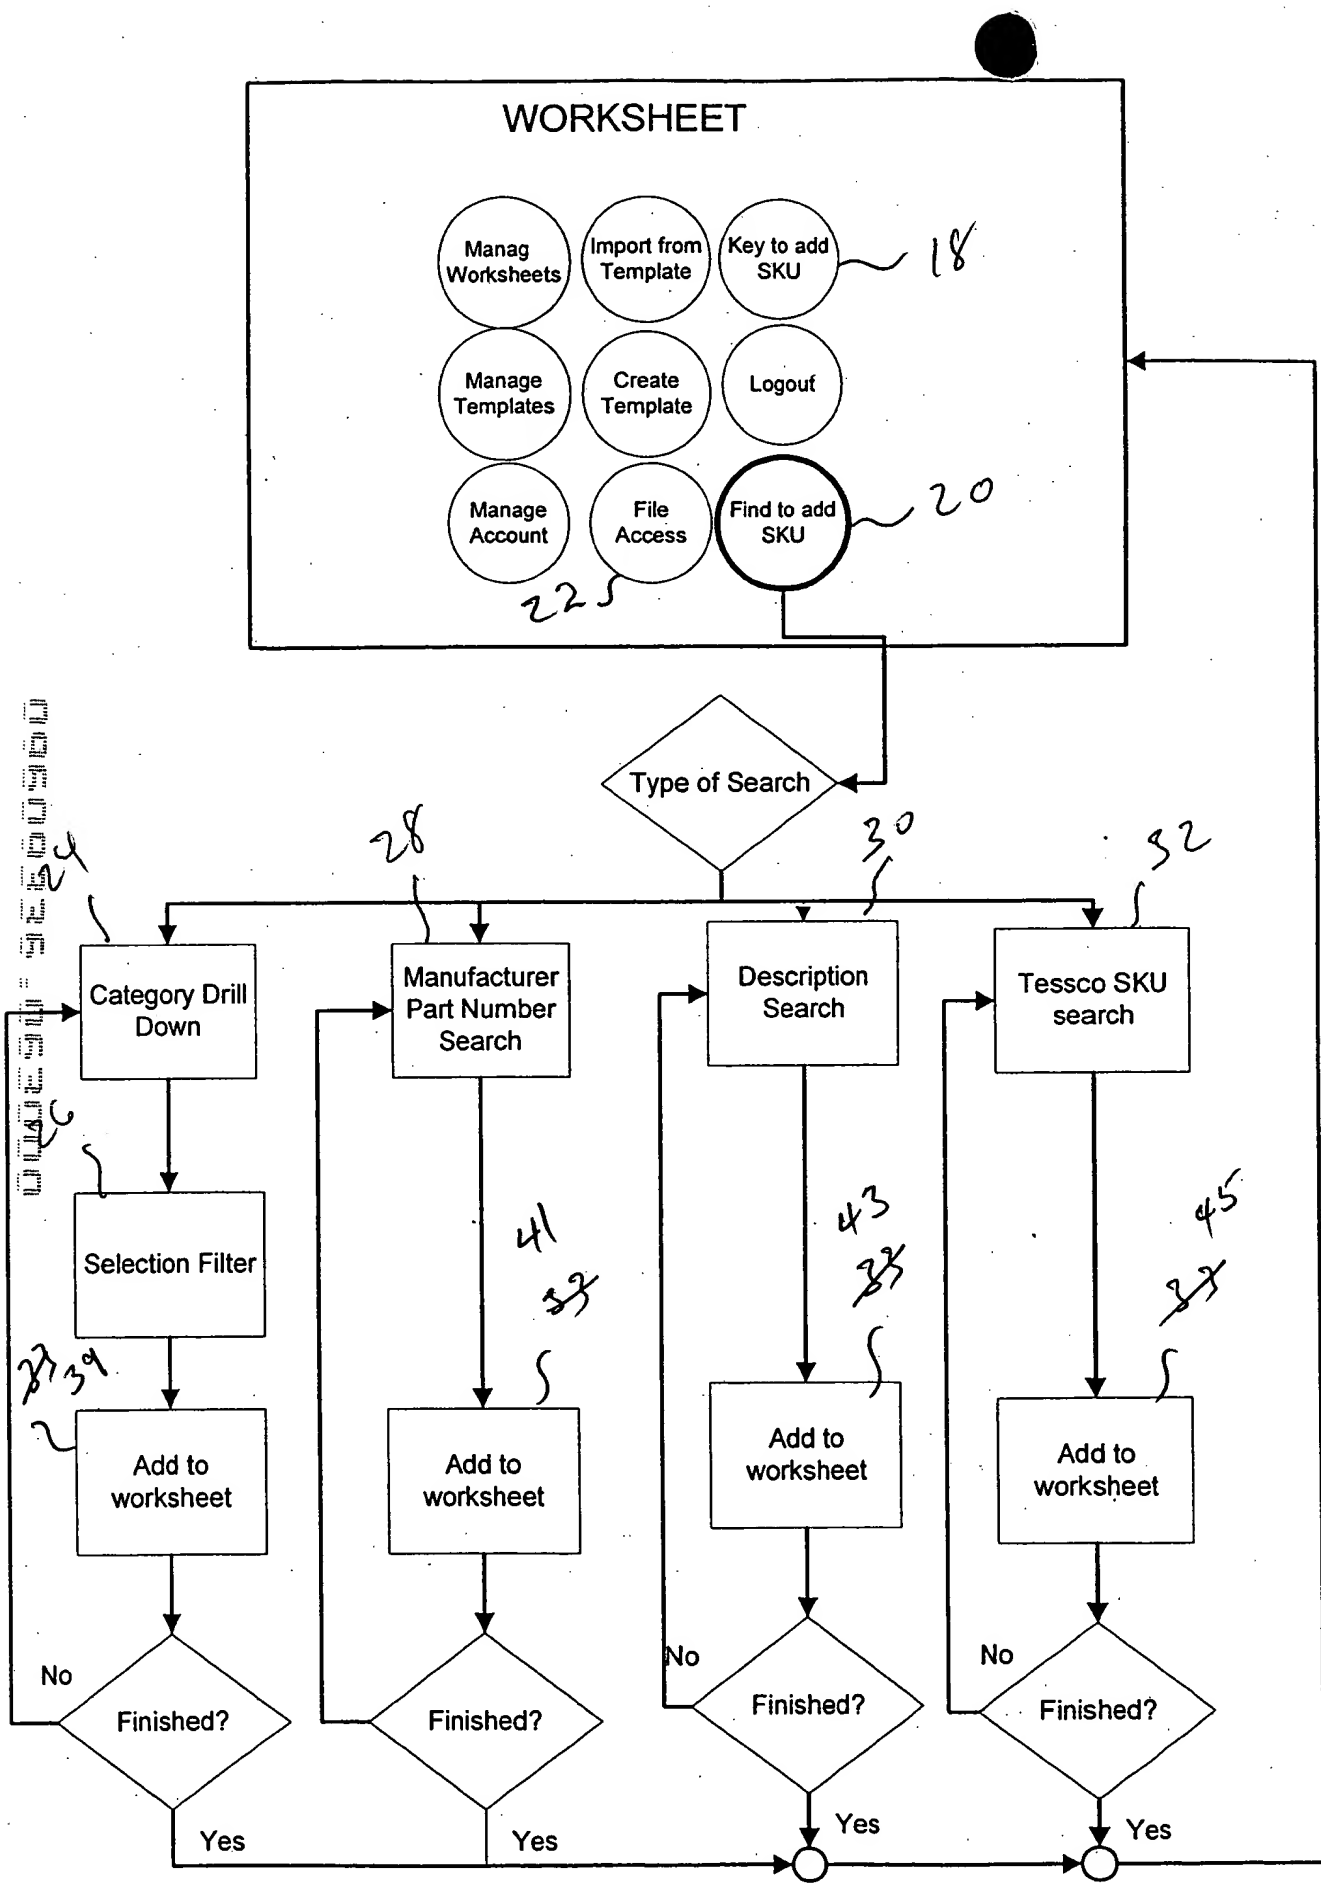 WORKSHEET
Manag
Worksheets
Import from
Template
Key to add
SKU
18
Manage
Templates
Create
Template
Logout
Manage
Account
File
Access
Find to add
SKU
20
22
Type of Search
24
28
30
32
Category Drill
Down
Manufacturer
Part Number
Search
Description
Search
Tessco SKU
search
26
Selection Filter
41
43
45
39
Add to
worksheet
Add to
worksheet
Add to
worksheet
Add to
worksheet
No
Finished?
Finished?
No
Finished?
No
Finished?
Yes
Yes
Yes
Yes